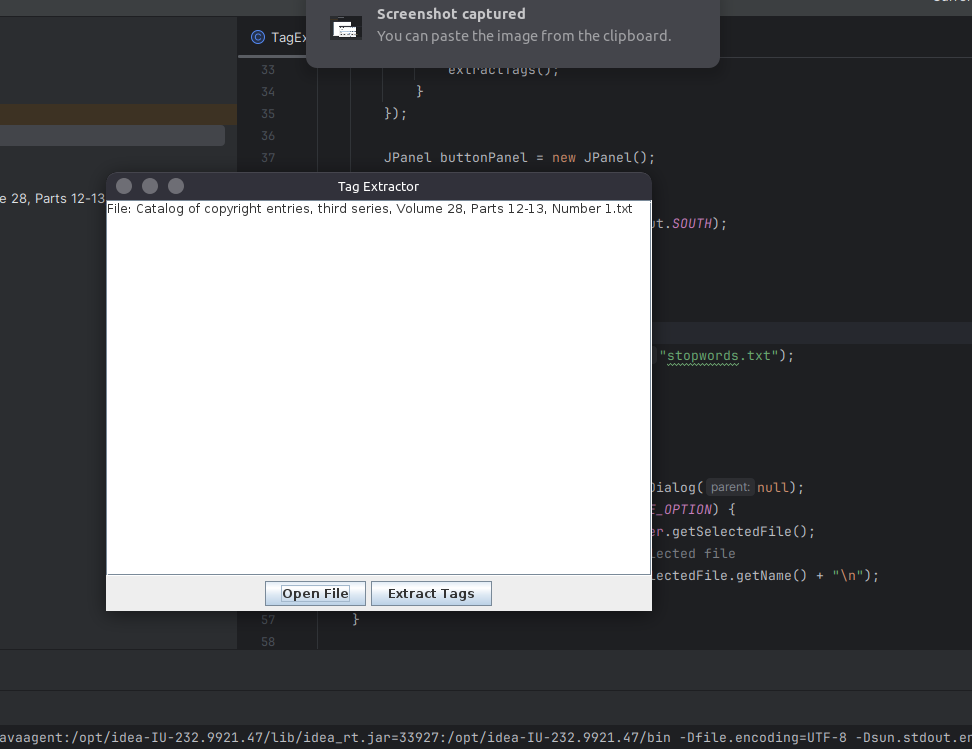 Screenshot captured
You can paste the image from the clipboard.
TagEx
33 extractTags();
34 }
35 });
36
37 JPanel buttonPanel = new JPanel();
e 28, Parts 12-13
Tag Extractor
File: Catalog of copyright entries, third series, Volume 28, Parts 12-13, Number 1.txt
ut.SOUTH);
"stopwords.txt");
Dialog( parent: null);
E_OPTION) {
er.getSelectedFile();
lected file
lectedFile.getName() + "\n");
Open File Extract Tags
57 }
58
avaagent:/opt/idea-IU-232.9921.47/lib/idea_rt.jar=33927:/opt/idea-IU-232.9921.47/bin -Dfile.encoding=UTF-8 -Dsun.stdout.en